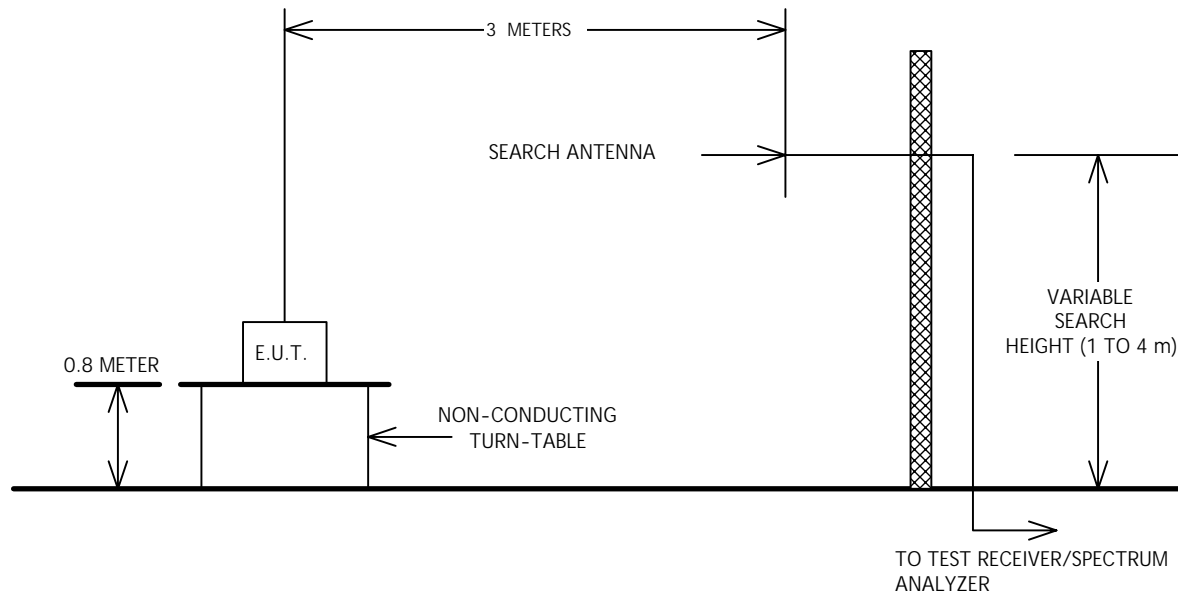 3 METERS
SEARCH ANTENNA
VARIABLE
SEARCH
HEIGHT (1 TO 4 m)
E.U.T.
0.8 METER
NON-CONDUCTING
TURN-TABLE
TO TEST RECEIVER/SPECTRUM
ANALYZER